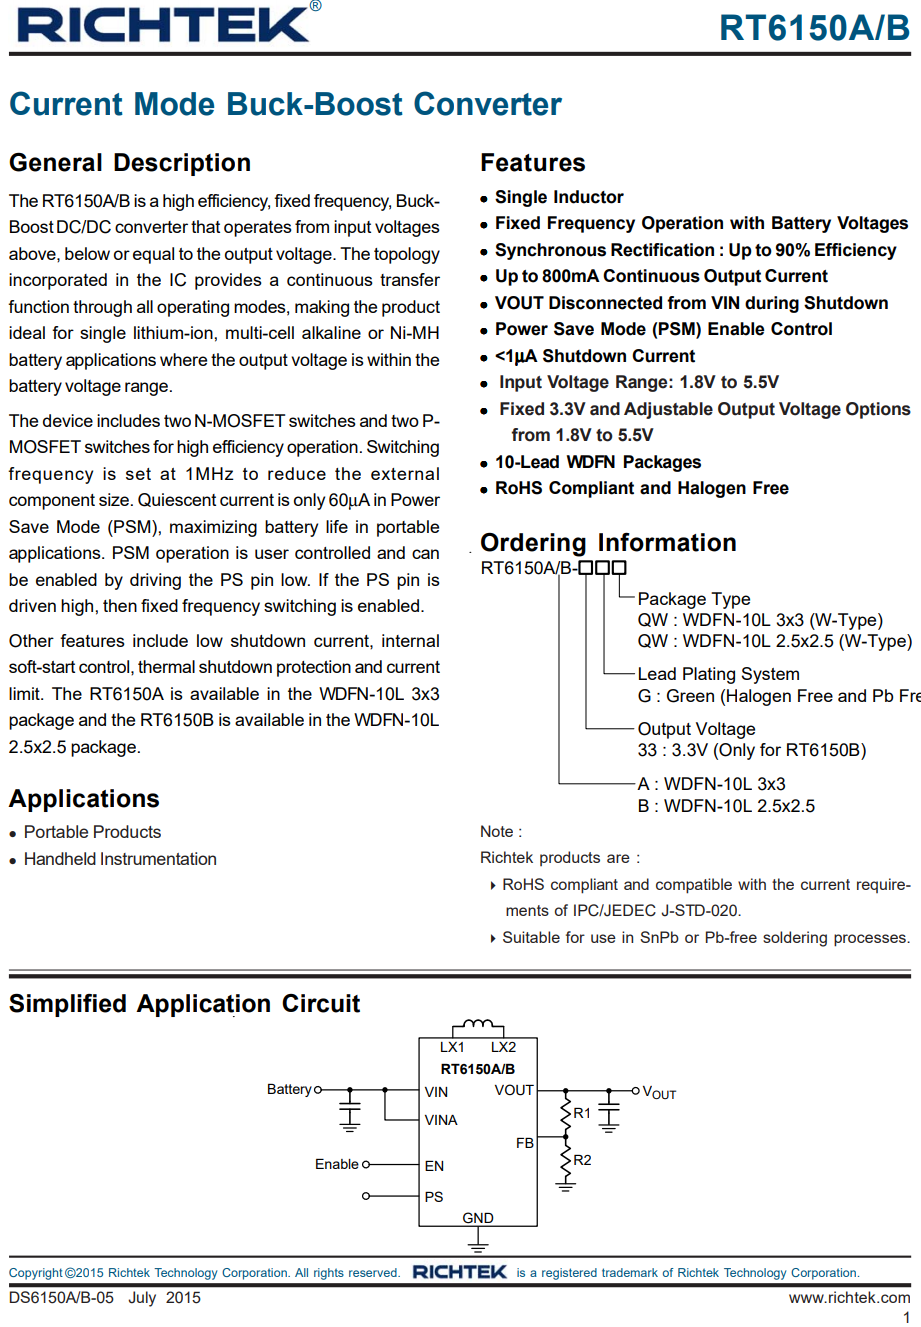 RICHTEK®
RT6150A/B
Current Mode Buck-Boost Converter
General Description
The RT6150A/B is a high efficiency, fixed frequency, Buck-
Boost DC/DC converter that operates from input voltages
above, below or equal to the output voltage. The topology
incorporated in the IC provides a continuous transfer
function through all operating modes, making the product
ideal for single lithium-ion, multi-cell alkaline or Ni-MH
battery applications where the output voltage is within the
battery voltage range.
The device includes two N-MOSFET switches and two P-
MOSFET switches for high efficiency operation. Switching
frequency is set at 1MHz to reduce the external
component size. Quiescent current is only 60μA in Power
Save Mode (PSM), maximizing battery life in portable
applications. PSM operation is user controlled and can
be enabled by driving the PS pin low. If the PS pin is
driven high, then fixed frequency switching is enabled.
Other features include low shutdown current, internal
soft-start control, thermal shutdown protection and current
limit. The RT6150A is available in the WDFN-10L 3x3
package and the RT6150B is available in the WDFN-10L
2.5x2.5 package.
Applications
● Portable Products
● Handheld Instrumentation
Features
● Single Inductor
● Fixed Frequency Operation with Battery Voltages
● Synchronous Rectification : Up to 90% Efficiency
● Up to 800mA Continuous Output Current
● VOUT Disconnected from VIN during Shutdown
● Power Save Mode (PSM) Enable Control
● <1μA Shutdown Current
● Input Voltage Range: 1.8V to 5.5V
● Fixed 3.3V and Adjustable Output Voltage Options
from 1.8V to 5.5V
● 10-Lead WDFN Packages
● RoHS Compliant and Halogen Free
Ordering Information
RT6150A/B-□□□
Package Type
QW : WDFN-10L 3x3 (W-Type)
QW : WDFN-10L 2.5x2.5 (W-Type)
Lead Plating System
G : Green (Halogen Free and Pb Fre
Output Voltage
33 : 3.3V (Only for RT6150B)
A : WDFN-10L 3x3
B : WDFN-10L 2.5x2.5
Note :
Richtek products are :
RoHS compliant and compatible with the current require-
ments of IPC/JEDEC J-STD-020.
Suitable for use in SnPb or Pb-free soldering processes.
Simplified Application Circuit
LX1 LX2
RT6150A/B
Battery VIN VOUT VOUT
VINA R1
FB
Enable EN R2
PS
GND
Copyright ©2015 Richtek Technology Corporation. All rights reserved. RICHTEK is a registered trademark of Richtek Technology Corporation.
DS6150A/B-05 July 2015 www.richtek.com
1